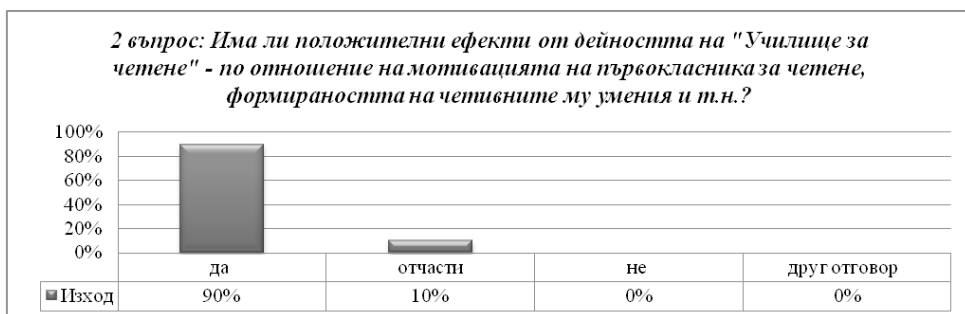 2 въпрос: Има ли положителни ефекти от дейността на "Училище за
четене" - по отношение на мотивацията на първокласника за четене,
формираността на четивните му умения и т.н.?
100%
80%
60%
40%
20%
0%
да отчасти не друг отговор
Изход 90% 10% 0% 0%